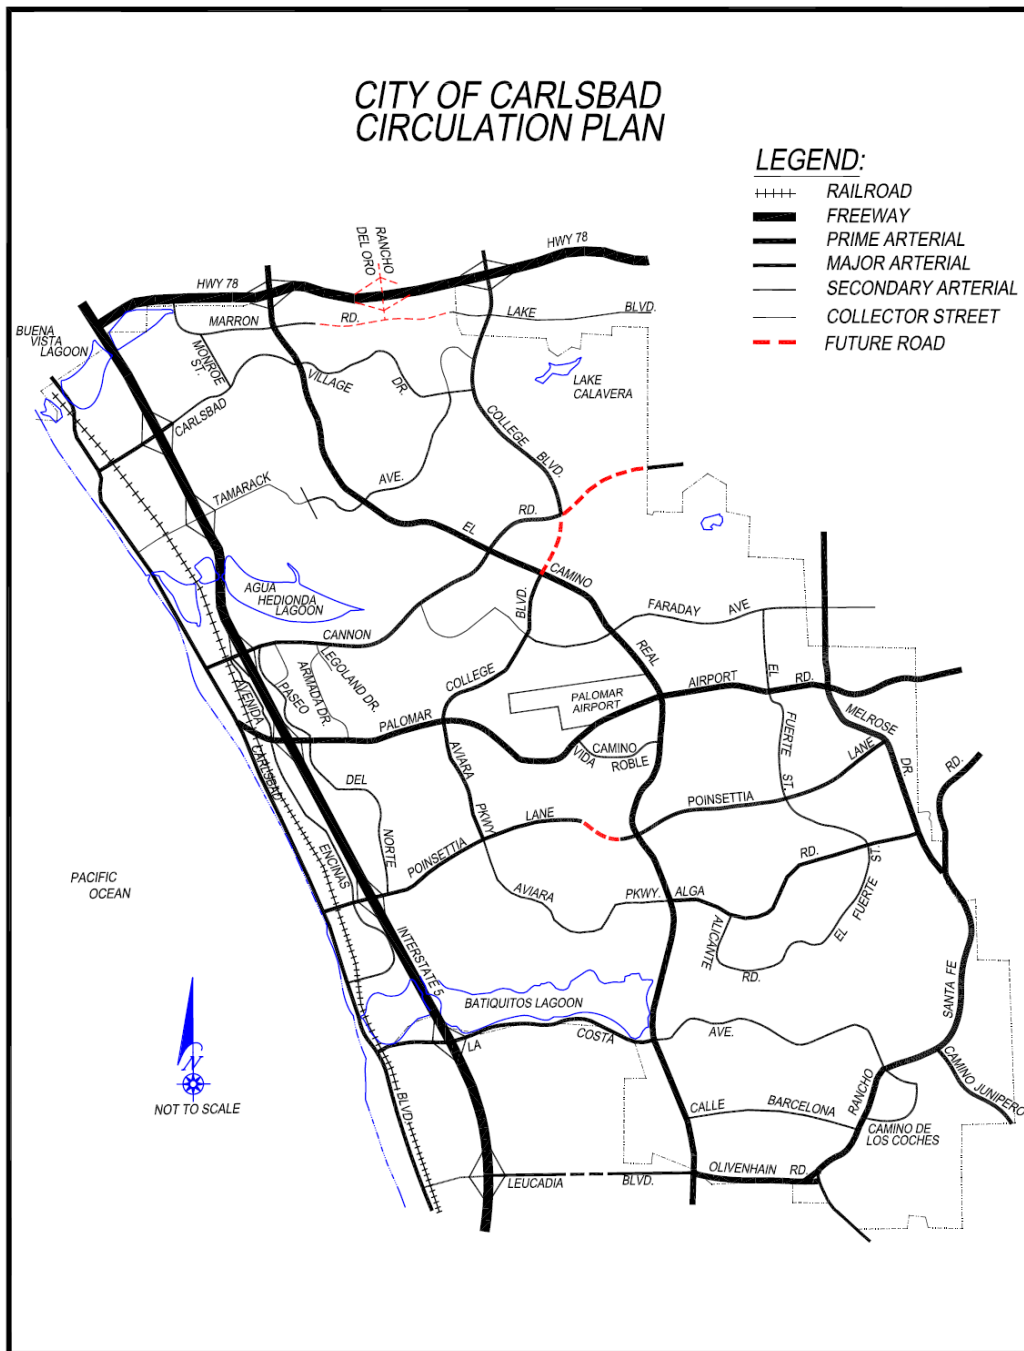 CITY OF CARLSBAD
CIRCULATION PLAN
LEGEND:
RAILROAD
FREEWAY
PRIME ARTERIAL
MAJOR ARTERIAL
SECONDARY ARTERIAL
COLLECTOR STREET
FUTURE ROAD
RANCHO
DEL ORO
HWY 78
HWY 78
BUENA
VISTA
LAGOON
MARRON
RD.
LAKE
BLVD.
MONROE
ST.
VILLAGE
DR.
LAKE
CALAVERA
CARLSBAD
COLLEGE
BLVD.
TAMARACK
AVE.
EL
RD.
CAMINO
AGUA
HEDIONDA
LAGOON
BLVD.
FARADAY
AVE
CANNON
REAL
LEGOLAND DR.
ARMADA DR.
PASEO
AVENIDA
COLLEGE
PALOMAR
AIRPORT
AIRPORT
RD.
EL
PALOMAR
MELROSE
CARLSBAD
AVIARA
VIDA
CAMINO
ROBLE
FUERTE
ST.
LANE
DR.
RD.
DEL
NORTE
PKWY
LANE
POINSETTIA
POINSETTIA
ENCINAS
RD.
ST.
PACIFIC
OCEAN
AVIARA
PKWY.
ALGA
ALICANTE
RD.
EL FUERTE
INTERSTATE 5
BATIQUITOS LAGOON
SANTA FE
LA
COSTA
AVE.
N
NOT TO SCALE
BLVD.
CALLE
BARCELONA
RANCHO
CAMINO JUNIPERO
CAMINO DE
LOS COCHES
LEUCADIA
BLVD.
OLIVENHAIN
RD.